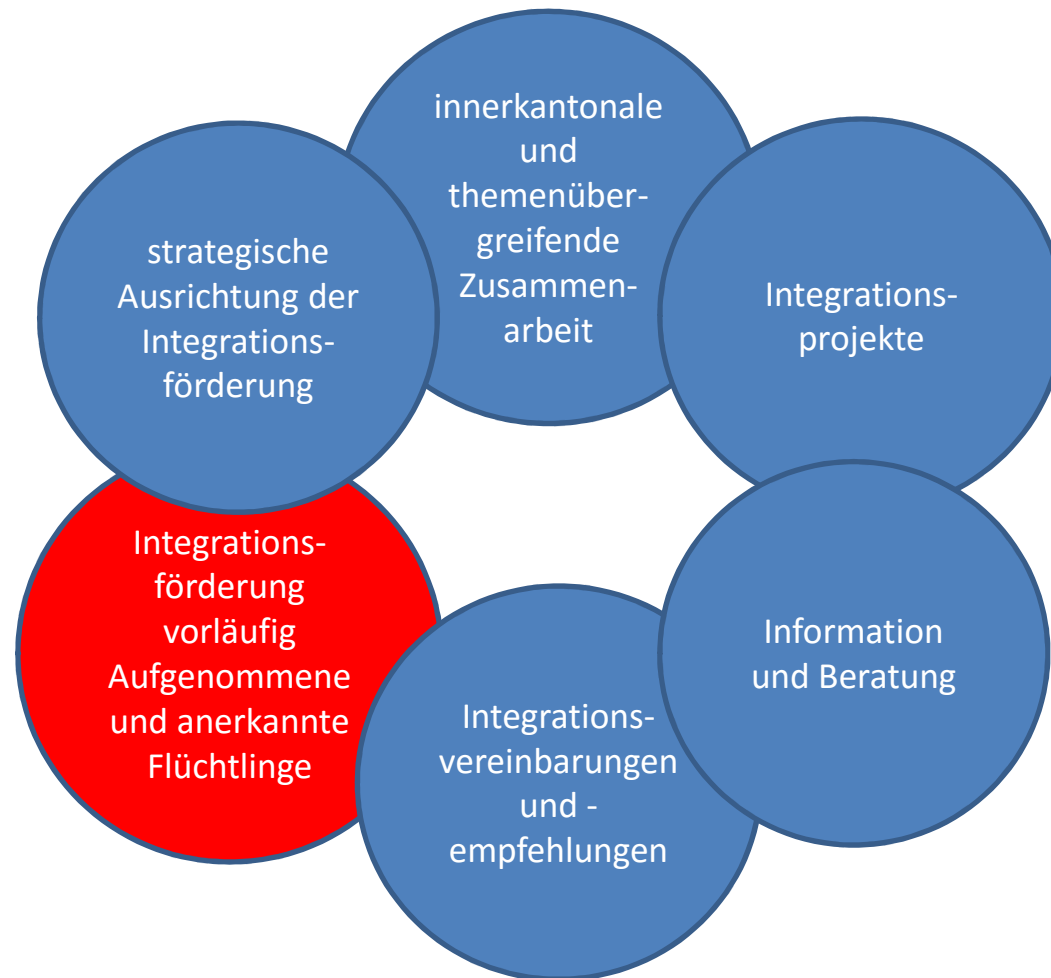 innerkantonale
und
themenüber-
greifende
Zusammen-
arbeit
strategische
Ausrichtung der
Integrations-
förderung
Integrations-
projekte
Integrations-
förderung
vorläufig
Aufgenommene
und anerkannte
Flüchtlinge
Information
und Beratung
Integrations-
vereinbarungen
und -
empfehlungen